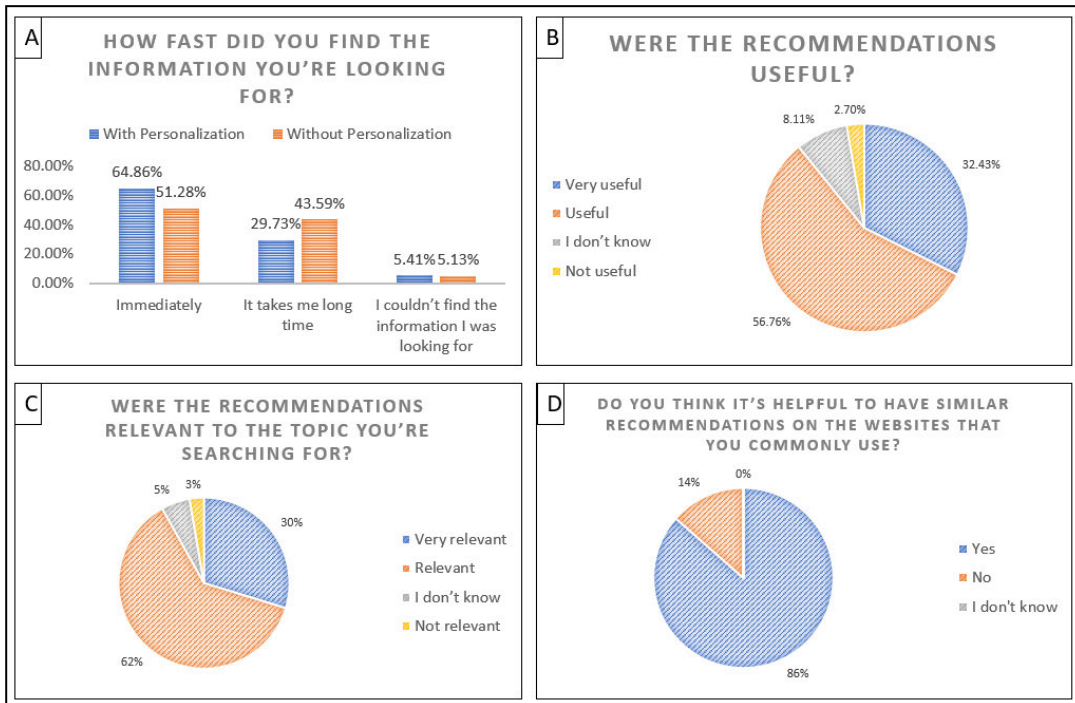 A
HOW FAST DID YOU FIND THE
INFORMATION YOU’RE LOOKING
FOR?
With Personalization
Without Personalization
80.00%
60.00%
40.00%
20.00%
0.00%
64.86%
51.28%
29.73%
43.59%
5.41%
5.13%
Immediately
It takes me long
time
I couldn’t find the
information I was
looking for
B
WERE THE RECOMMENDATIONS
USEFUL?
Very useful
Useful
I don’t know
Not useful
8.11%
2.70%
32.43%
56.76%
C
WERE THE RECOMMENDATIONS
RELEVANT TO THE TOPIC YOU’RE
SEARCHING FOR?
5%
3%
30%
62%
Very relevant
Relevant
I don’t know
Not relevant
D
DO YOU THINK IT’S HELPFUL TO HAVE SIMILAR
RECOMMENDATIONS ON THE WEBSITES THAT
YOU COMMONLY USE?
14%
0%
86%
Yes
No
I don't know